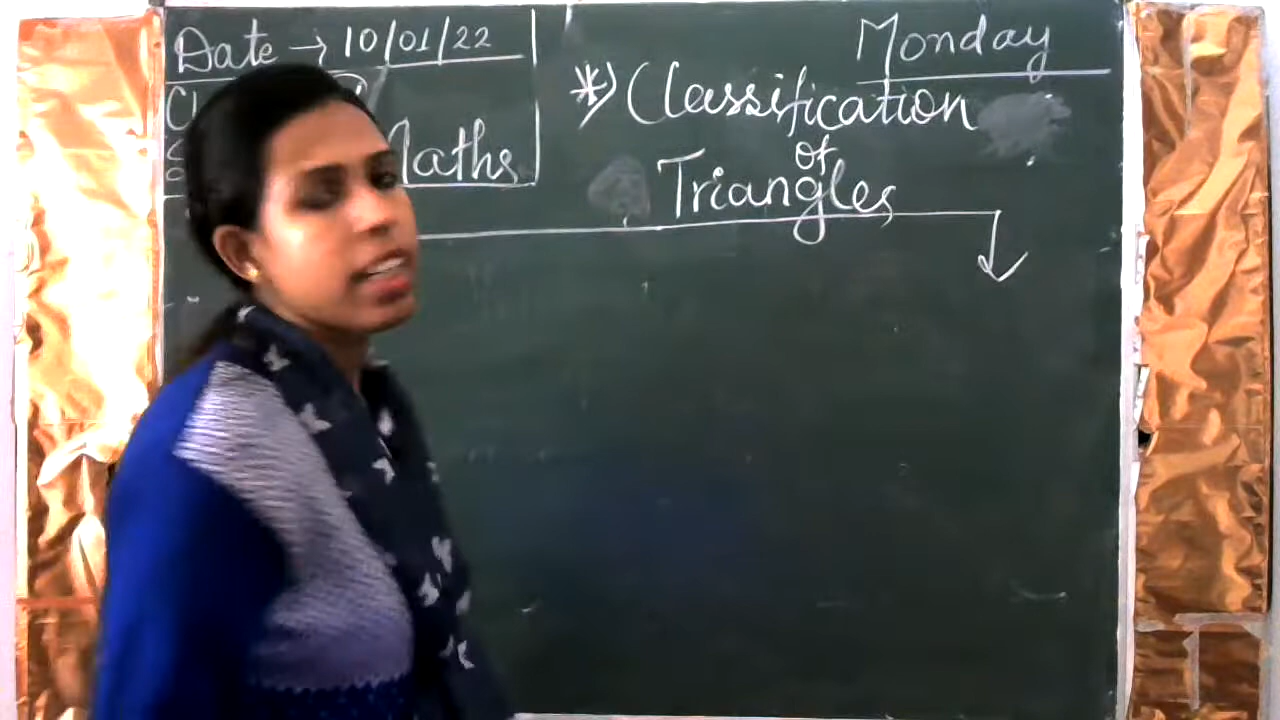 Date → 10/01/22
Monday
*) Classification
of
Triangles
Maths